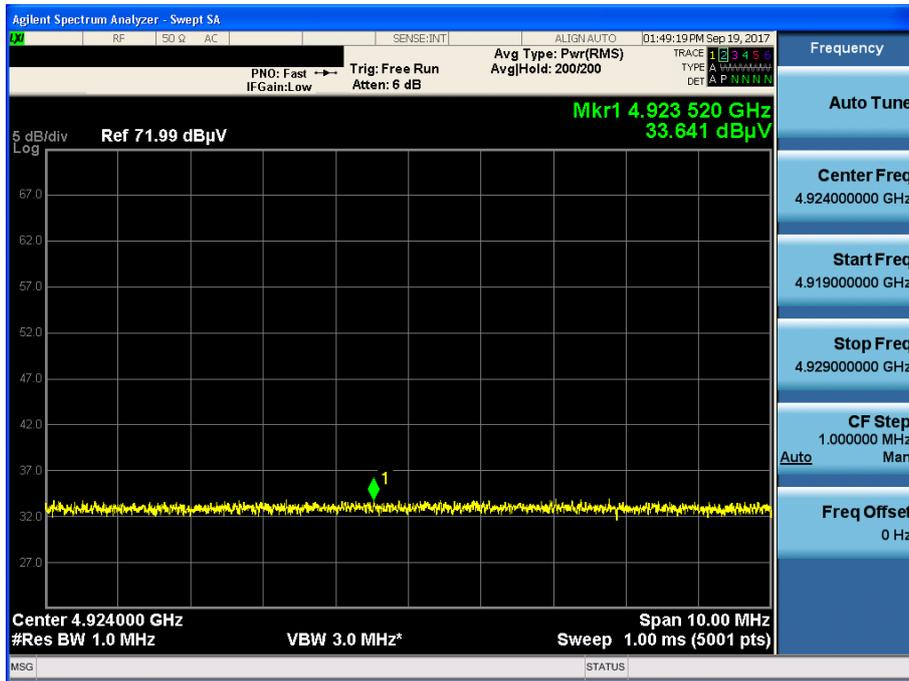 Agilent Spectrum Analyzer - Swept SA
LXI RF 50 Ω AC SENSE:INT ALIGN AUTO 01:49:19 PM Sep 19, 2017
Frequency
PNO: Fast Trig: Free Run Avg Type: Pwr(RMS) TRACE 1 2 3 4 5 6
IFGain:Low Atten: 6 dB Avg|Hold: 200/200 TYPE A
DET A P N N N N
Auto Tune
Mkr1 4.923 520 GHz
33.641 dBµV
5 dB/div Ref 71.99 dBµV
Log
67.0
62.0
57.0
52.0
47.0
42.0
37.0
32.0
27.0
1
Center Freq
4.924000000 GHz
Start Freq
4.919000000 GHz
Stop Freq
4.929000000 GHz
CF Step
1.000000 MHz
Auto Man
Freq Offset
0 Hz
Center 4.924000 GHz Span 10.00 MHz
#Res BW 1.0 MHz VBW 3.0 MHz* Sweep 1.00 ms (5001 pts)
MSG STATUS